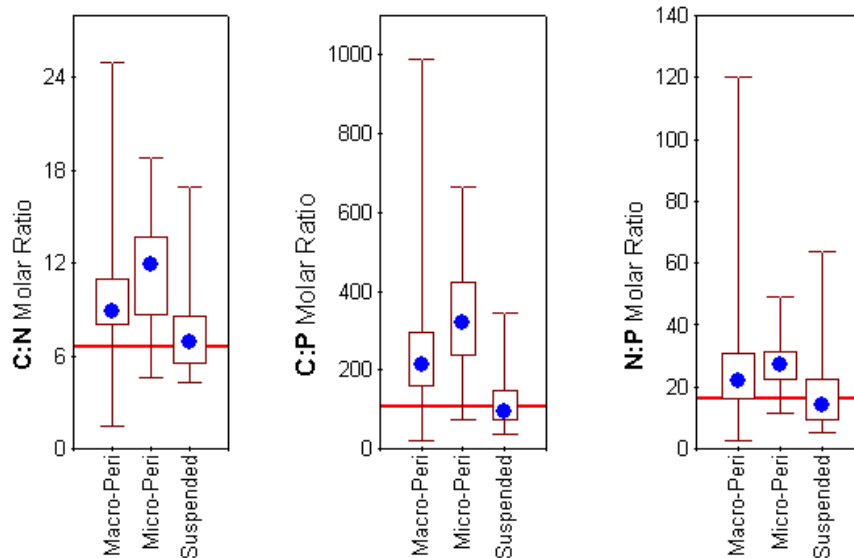 C:N Molar Ratio
24
18
12
6
0
Macro-Peri
Micro-Peri
Suspended
C:P Molar Ratio
1000
800
600
400
200
0
Macro-Peri
Micro-Peri
Suspended
N:P Molar Ratio
140
120
100
80
60
40
20
0
Macro-Peri
Micro-Peri
Suspended